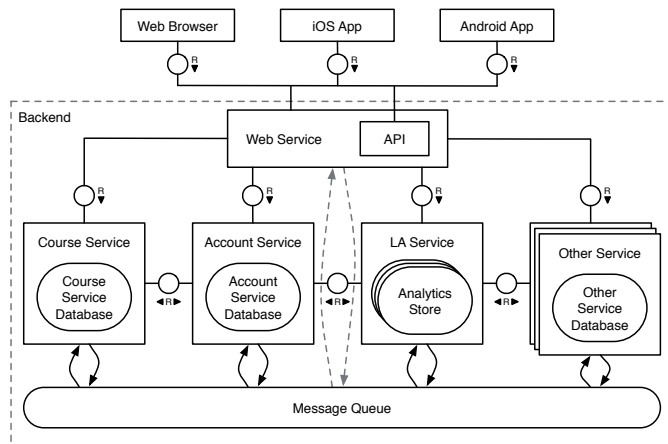 Web Browser
iOS App
Android App
R
R
R
Backend
Web Service
API
R
R
R
R
Course Service
Account Service
LA Service
Other Service
Course
Service
Database
Account
Service
Database
Analytics
Store
Other
Service
Database
R
R
R
Message Queue